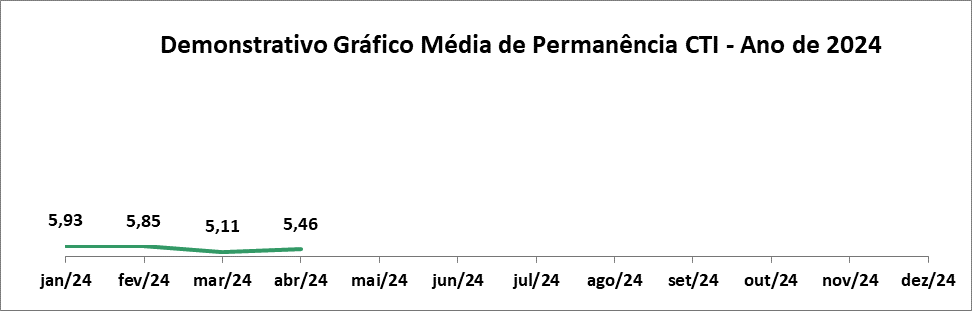 Demonstrativo Gráfico Média de Permanência CTI - Ano de 2024
5,93 5,85 5,11 5,46
jan/24 fev/24 mar/24 abr/24 mai/24 jun/24 jul/24 ago/24 set/24 out/24 nov/24 dez/24